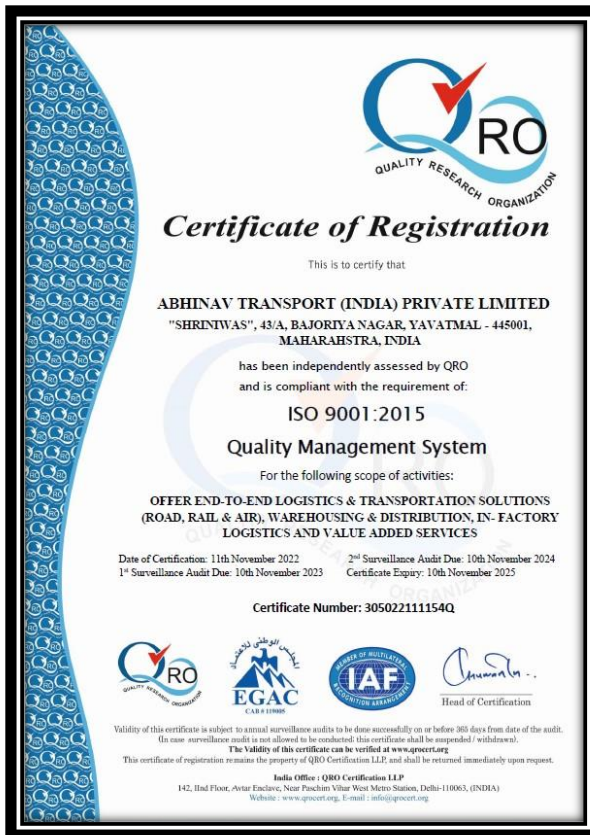 QRO
QUALITY RESEARCH ORGANIZATION
Certificate of Registration
This is to certify that
ABHINAV TRANSPORT (INDIA) PRIVATE LIMITED
"SHRINIWAS", 43/A, BAJORIYA NAGAR, YAVATMAL - 445001,
MAHARAHSTRA, INDIA
has been independently assessed by QRO
and is compliant with the requirement of:
ISO 9001:2015
Quality Management System
For the following scope of activities:
OFFER END-TO-END LOGISTICS & TRANSPORTATION SOLUTIONS
(ROAD, RAIL & AIR), WAREHOUSING & DISTRIBUTION, IN- FACTORY
LOGISTICS AND VALUE ADDED SERVICES
Date of Certification: 11th November 2022 2nd Surveillance Audit Due: 10th November 2024
1st Surveillance Audit Due: 10th November 2023 Certificate Expiry: 10th November 2025
Certificate Number: 305022111154Q
QRO
QUALITY RESEARCH ORGANIZATION
المجلس الوطني للاعتماد
EGAC
CAB # 119005
MEMBER OF MULTILATERAL
IAF
RECOGNITION ARRANGEMENT
Head of Certification
Validity of this certificate is subject to annual surveillance audits to be done successfully on or before 365 days from date of the audit.
(In case surveillance audit is not allowed to be conducted; this certificate shall be suspended / withdrawn).
The Validity of this certificate can be verified at www.qrocert.org
This certificate of registration remains the property of QRO Certification LLP, and shall be returned immediately upon request.
India Office : QRO Certification LLP
142, IInd Floor, Avtar Enclave, Near Paschim Vihar West Metro Station, Delhi-110063, (INDIA)
Website : www.qrocert.org, E-mail : info@qrocert.org